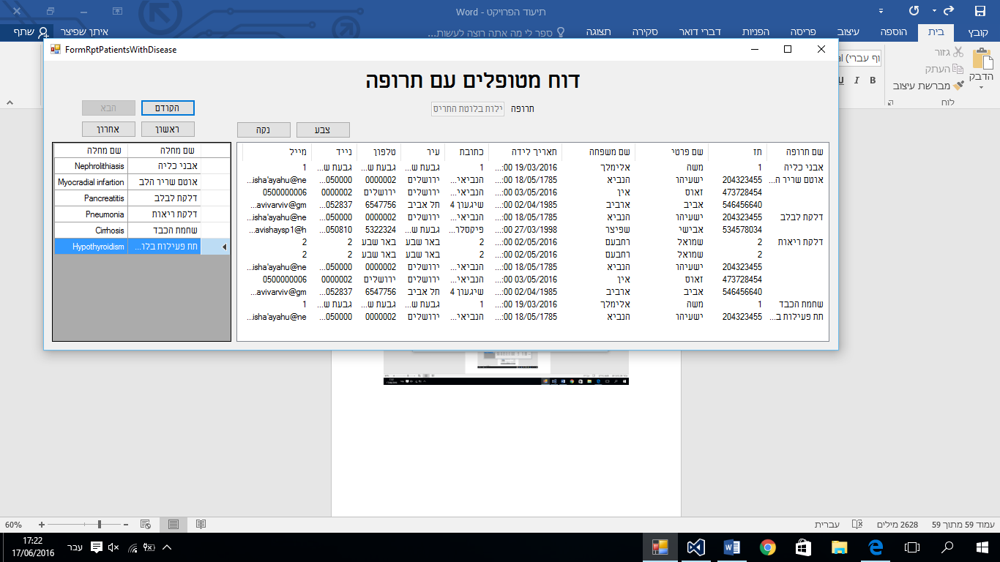 תיעוד הפרויקט - Word
קובץ בית הוספה עיצוב פריסה הפניות דברי דואר סקירה תצוגה ספר לי מה אתה רוצה לעשות... איתך שפיצר שתף
הדבק גזור
העתק
מברשת עיצוב
לוח
B I U
FormRptPatientsWithDisease
דוח מטופלים עם תרופה
תרופה ילות בלוטת התריס
הקודם הבא
ראשון אחרון
צבע נקה
שם מחלה שם מחלה
אבני כליה Nephrolithiasis
אוטם שריר הלב Myocradial infartion
דלקת לבלב Pancreatitis
דלקת ריאות Pneumonia
שחמת הכבד Cirrhosis
תת פעילות בלו... Hypothyroidism
שם תרופה תז שם פרטי שם משפחה תאריך לידה כתובת עיר טלפון נייד מייל
אבני כליה 1 משה אלימלך 19/03/2016 00:... 1 גבעת ש... גבעת ש... גבעת ש... 1
אוטם שריר ה... 204323455 ישעיהו הנביא 18/05/1785 00:... הנביאי... ירושלים 0000002 050000... isha'ayahu@ne...
473728454 זאוס אין 03/05/2016 00:... הנביאי... ירושלים ירושלים 0000002 0500000006
546456640 אביב ארביב 02/04/1985 00:... שיגעון 4 תל אביב 6547756 052837... avivarviv@gm...
דלקת לבלב 204323455 ישעיהו הנביא 18/05/1785 00:... הנביאי... ירושלים 0000002 050000... isha'ayahu@ne...
534578034 אבישי שפיצר 27/03/1998 00:... פיקסלר... גבעת ש... 5322324 050810... avishaysp1@h...
דלקת ריאות 2 שמואל רחבעם 02/05/2016 00:... 2 באר שבע באר שבע 2 2
2 שמואל רחבעם 02/05/2016 00:... 2 באר שבע באר שבע 2 2
204323455 ישעיהו הנביא 18/05/1785 00:... הנביאי... ירושלים 0000002 050000... isha'ayahu@ne...
473728454 זאוס אין 03/05/2016 00:... הנביאי... ירושלים ירושלים 0000002 0500000006
546456640 אביב ארביב 02/04/1985 00:... שיגעון 4 תל אביב 6547756 052837... avivarviv@gm...
שחמת הכבד 1 משה אלימלך 19/03/2016 00:... 1 גבעת ש... גבעת ש... גבעת ש... 1
תת פעילות ב... 204323455 ישעיהו הנביא 18/05/1785 00:... הנביאי... ירושלים 0000002 050000... isha'ayahu@ne...
עמוד 59 מתוך 59 2628 מילים עברית 60%
עבר 17:22
17/06/2016